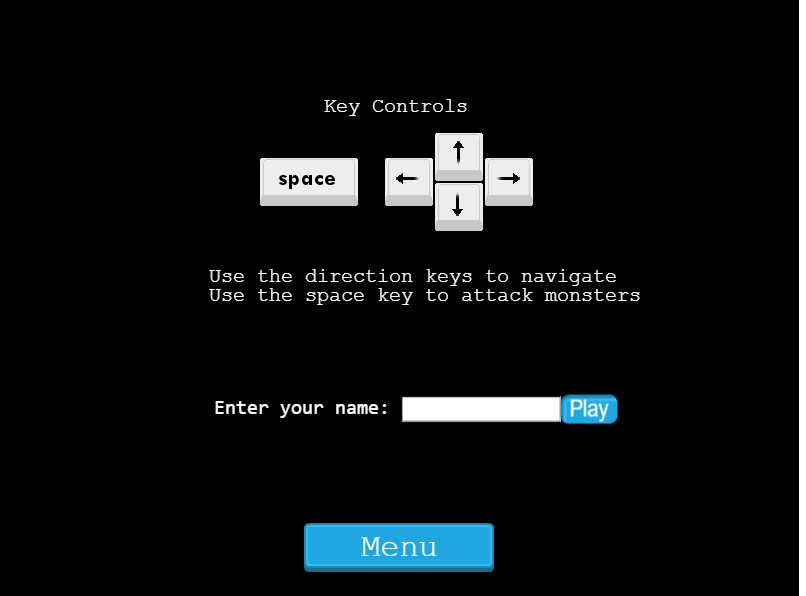 Key Controls
↑
space ← →
↓
Use the direction keys to navigate
Use the space key to attack monsters
Enter your name: Play
Menu